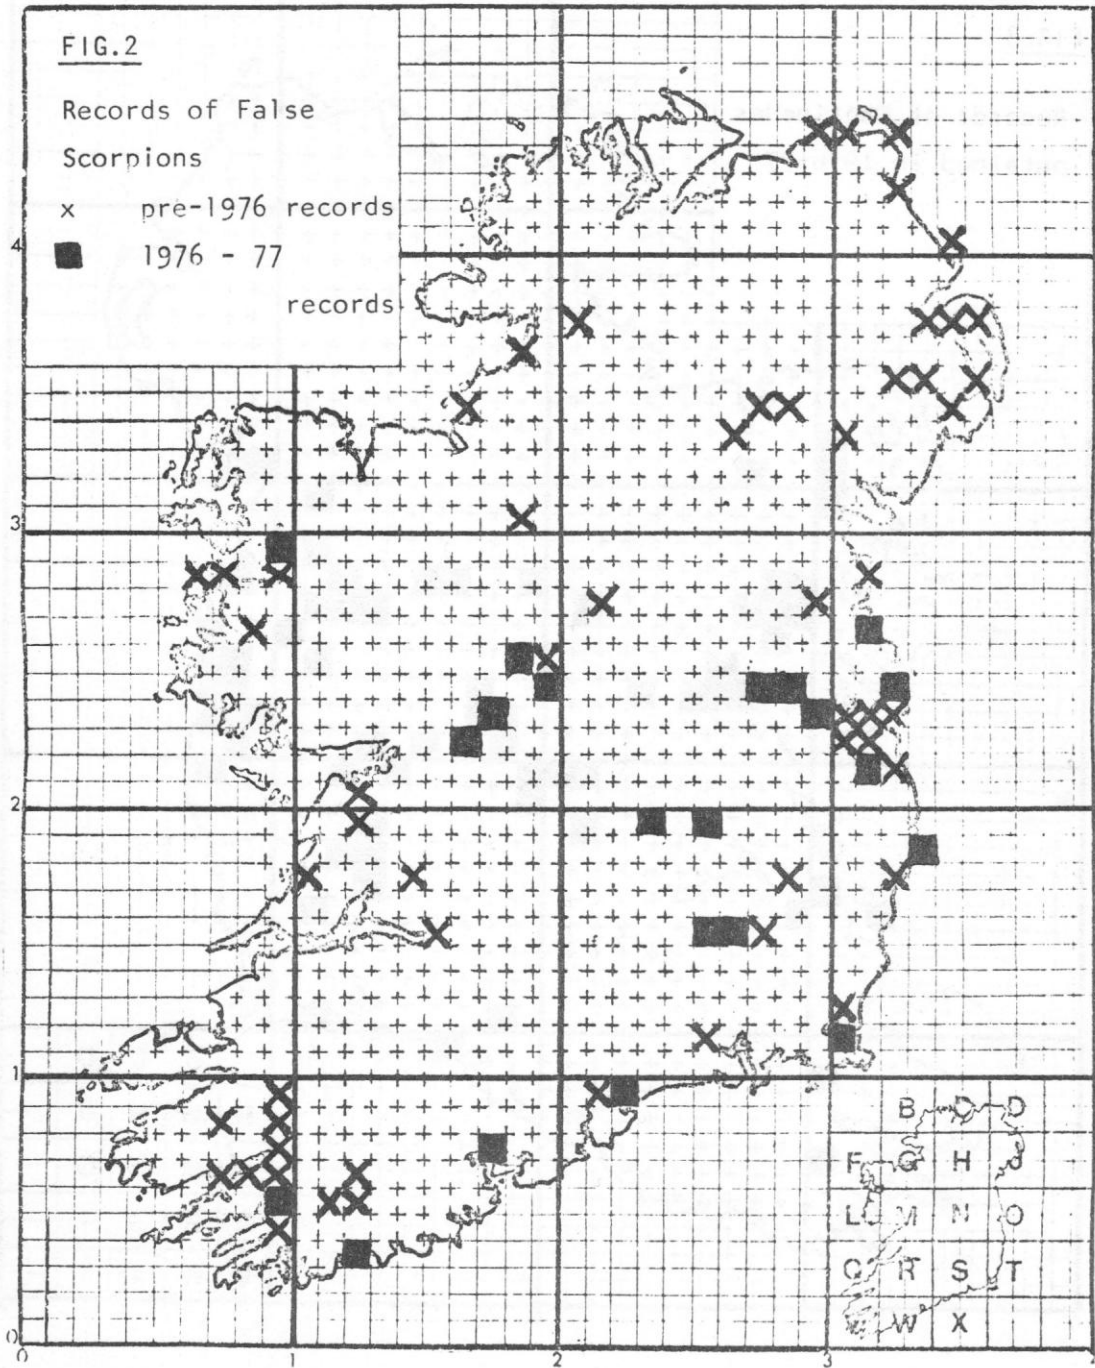 FIG.2
Records of False
Scorpions
x pre-1976 records
■ 1976 - 77
records
4
3
2
1
0
0 1 2 3 4
B C D
F G H J
L M N O
Q R S T
W X